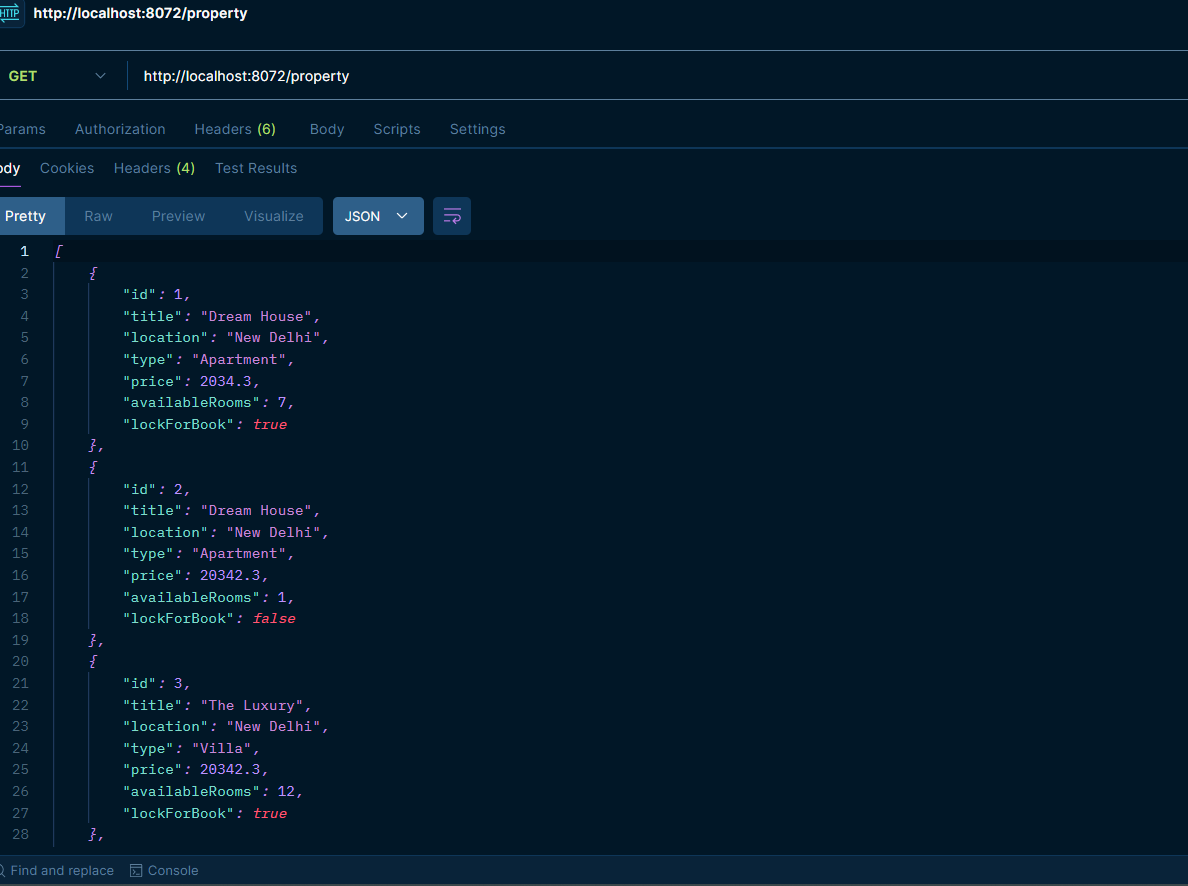 HTTP http://localhost:8072/property
GET http://localhost:8072/property
Params Authorization Headers (6) Body Scripts Settings
ody Cookies Headers (4) Test Results
Pretty Raw Preview Visualize JSON
1 [
2 {
3 "id": 1,
4 "title": "Dream House",
5 "location": "New Delhi",
6 "type": "Apartment",
7 "price": 2034.3,
8 "availableRooms": 7,
9 "lockForBook": true
10 },
11 {
12 "id": 2,
13 "title": "Dream House",
14 "location": "New Delhi",
15 "type": "Apartment",
16 "price": 20342.3,
17 "availableRooms": 1,
18 "lockForBook": false
19 },
20 {
21 "id": 3,
22 "title": "The Luxury",
23 "location": "New Delhi",
24 "type": "Villa",
25 "price": 20342.3,
26 "availableRooms": 12,
27 "lockForBook": true
28 },
Find and replace Console